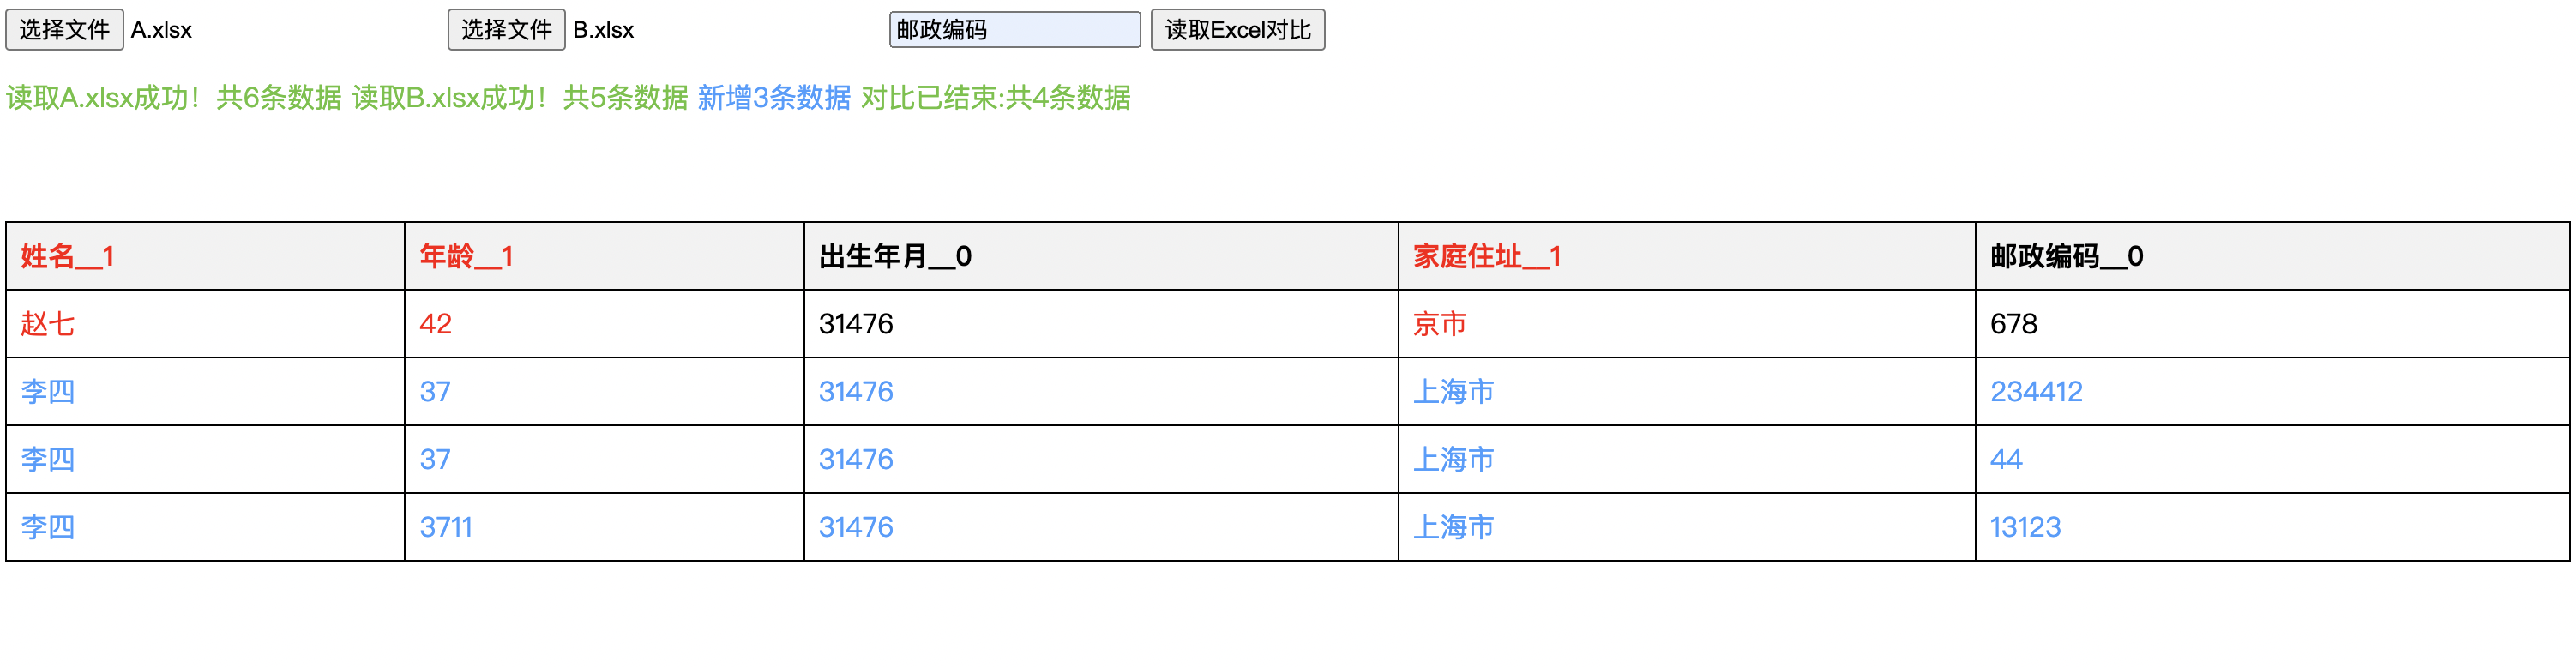 选择文件 A.xlsx 选择文件 B.xlsx 邮政编码 读取Excel对比
读取A.xlsx成功！共6条数据 读取B.xlsx成功！共5条数据 新增3条数据 对比已结束:共4条数据
姓名__1 年龄__1 出生年月__0 家庭住址__1 邮政编码__0
赵七 42 31476 京市 678
李四 37 31476 上海市 234412
李四 37 31476 上海市 44
李四 3711 31476 上海市 13123